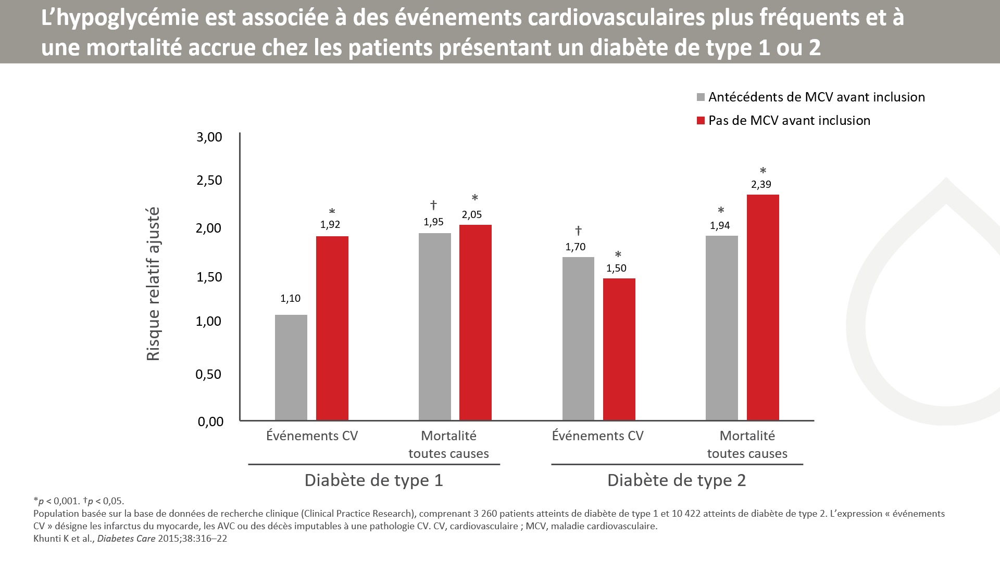 L’hypoglycémie est associée à des événements cardiovasculaires plus fréquents et à
une mortalité accrue chez les patients présentant un diabète de type 1 ou 2
Antécédents de MCV avant inclusion
Pas de MCV avant inclusion
Risque relatif ajusté
3,00
2,50
2,00
1,50
1,00
0,50
0,00
1,10
*
1,92
†
1,95
*
2,05
†
1,70
*
1,50
*
1,94
*
2,39
Événements CV
Mortalité
toutes causes
Événements CV
Mortalité
toutes causes
Diabète de type 1
Diabète de type 2
*p < 0,001. †p < 0,05.
Population basée sur la base de données de recherche clinique (Clinical Practice Research), comprenant 3 260 patients atteints de diabète de type 1 et 10 422 atteints de diabète de type 2. L’expression « événements
CV » désigne les infarctus du myocarde, les AVC ou des décès imputables à une pathologie CV. CV, cardiovasculaire ; MCV, maladie cardiovasculaire.
Khunti K et al., Diabetes Care 2015;38:316–22